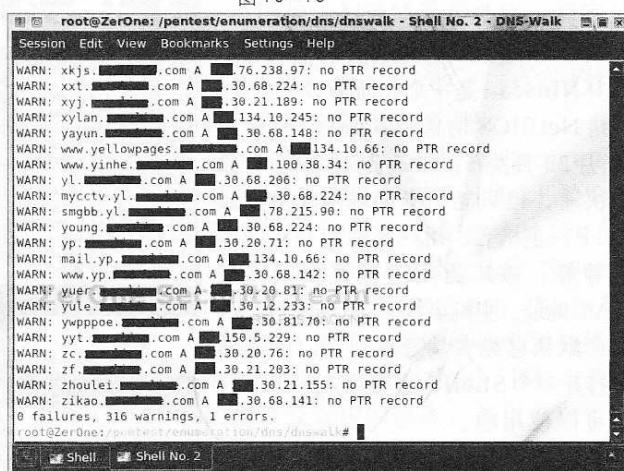 root@ZerOne: /pentest/enumeration/dns/dnswalk - Shell No. 2 - DNS-Walk
Session Edit View Bookmarks Settings Help
WARN: xkjs. .com A .76.238.97: no PTR record
WARN: xxt. .com A .30.68.224: no PTR record
WARN: xyj. .com A .30.21.189: no PTR record
WARN: xylan. .com A .134.10.245: no PTR record
WARN: yayun. .com A .30.68.148: no PTR record
WARN: www.yellowpages. .com A 134.10.66: no PTR record
WARN: www.yinhe. .com A .100.38.34: no PTR record
WARN: yl. .com A .30.68.206: no PTR record
WARN: mycctv.yl. .com A .30.68.224: no PTR record
WARN: smgbb.yl. .com A .78.215.90: no PTR record
WARN: young. .com A .30.68.224: no PTR record
WARN: yp. .com A .30.20.71: no PTR record
WARN: mail.yp. .com A .134.10.66: no PTR record
WARN: www.yp. .com A .30.68.142: no PTR record
WARN: yuer. .com A .30.20.81: no PTR record
WARN: yule. .com A .30.12.233: no PTR record
WARN: ywpppoe. .com A .30.81.70: no PTR record
WARN: yyt. .com A .150.5.229: no PTR record
WARN: zc. .com A .30.20.76: no PTR record
WARN: zf. .com A .30.21.203: no PTR record
WARN: zhoulei. .com A .30.21.155: no PTR record
WARN: zikao. .com A .30.68.141: no PTR record
0 failures, 316 warnings, 1 errors.
root@ZerOne:/pentest/enumeration/dns/dnswalk#
ZerOne Security Team
Shell Shell No. 2